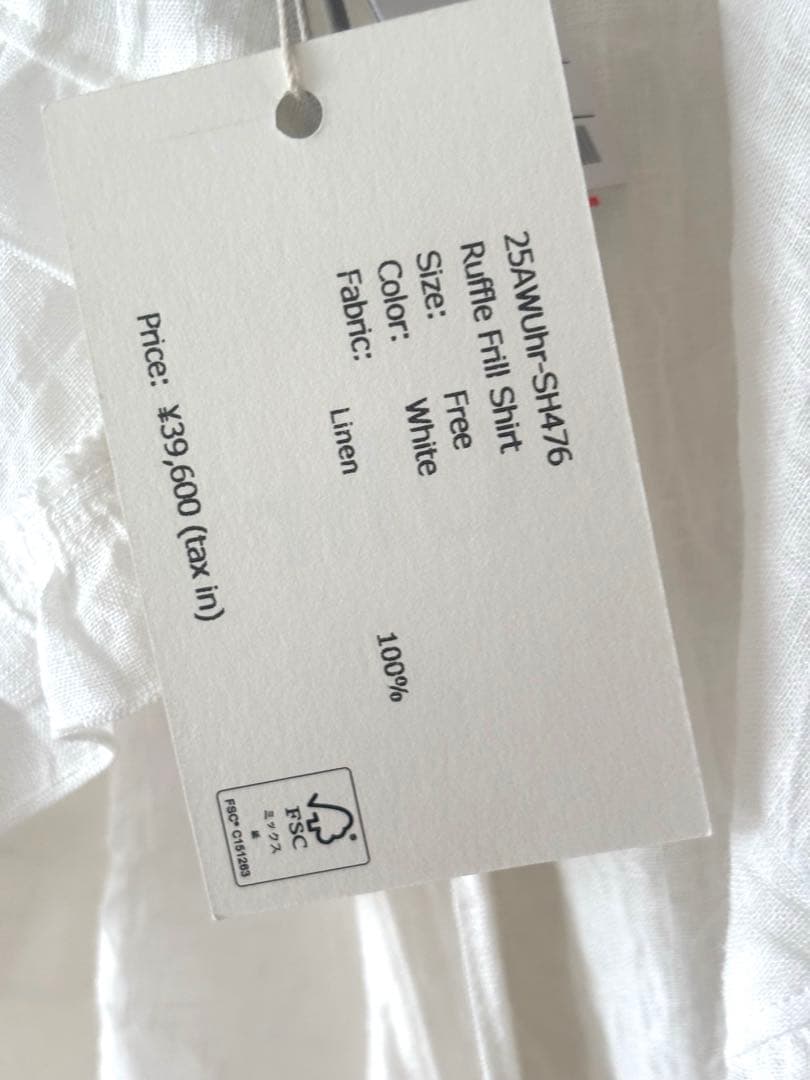 25AWUhr-SH476
Ruffle Frill Shirt
Size: Free
Color: White
Fabric: Linen 100%
Price: ¥39,600 (tax in)
FSC
ミックス
紙
FSC® C151263